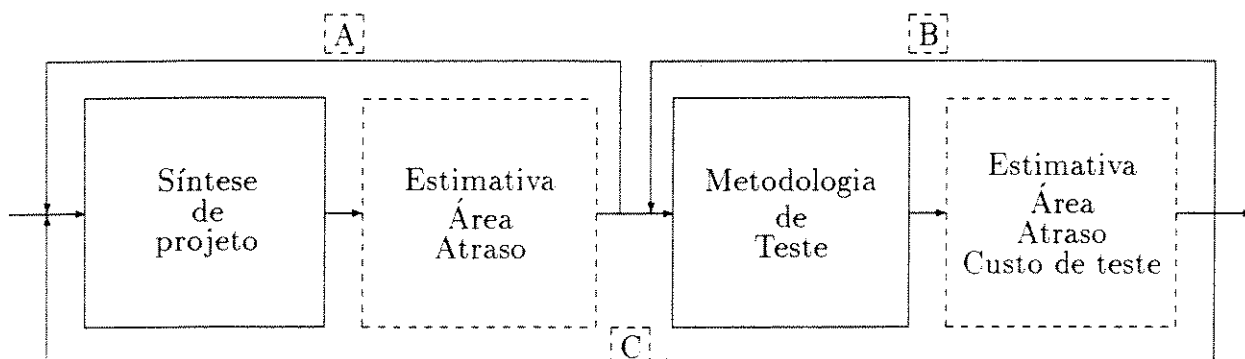 A
B
Síntese
de
projeto
Estimativa
Área
Atraso
Metodologia
de
Teste
Estimativa
Área
Atraso
Custo de teste
C